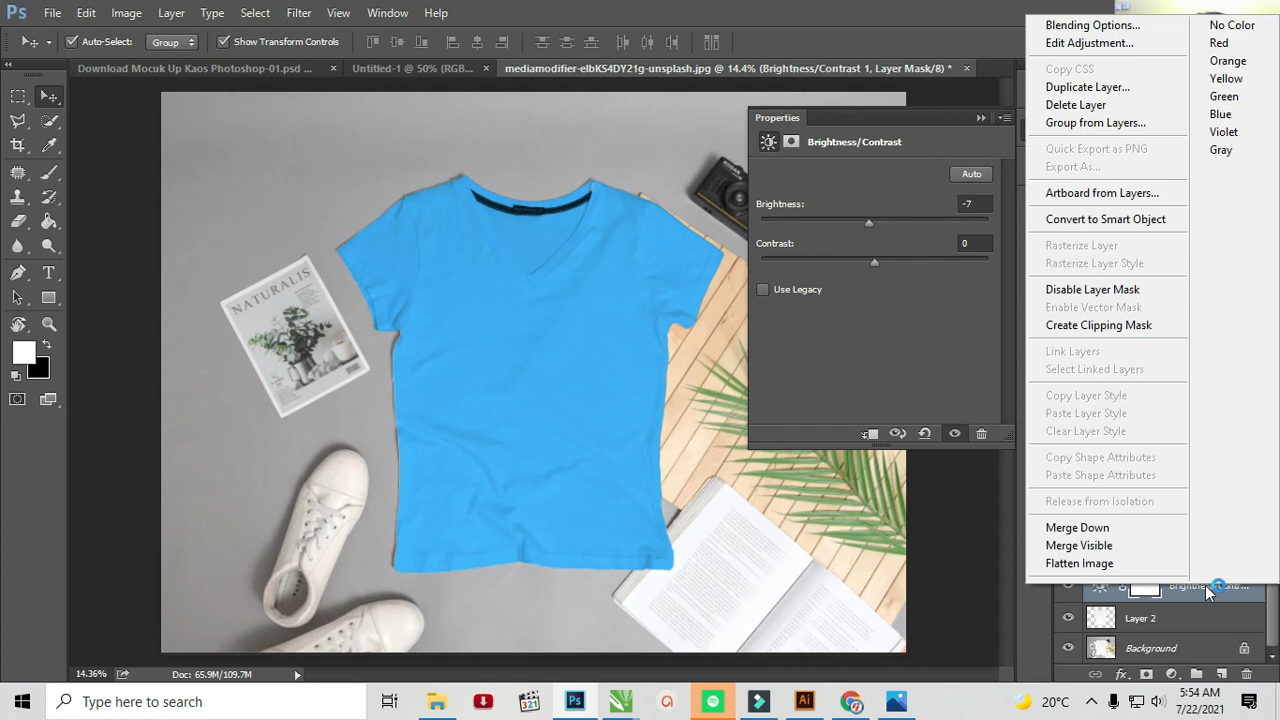 Ps File Edit Image Layer Type Select Filter 3D View Window Help
Auto-Select: Group Show Transform Controls
Download Mocuk Up Kaos Photoshop-01.psd ... × Untitled-1 @ 50% (RGB... × mediamodifier-elbKS4DY21g-unsplash.jpg @ 14.4% (Brightness/Contrast 1, Layer Mask/8) * ×
Properties
Brightness/Contrast
Auto
Brightness: -7
Contrast: 0
Use Legacy
KODAK
NATURALIS
Blending Options...
Edit Adjustment...
Copy CSS
Duplicate Layer...
Delete Layer
Group from Layers...
Quick Export as PNG
Export As...
Artboard from Layers...
Convert to Smart Object
Rasterize Layer
Rasterize Layer Style
Disable Layer Mask
Enable Vector Mask
Create Clipping Mask
Link Layers
Select Linked Layers
Copy Layer Style
Paste Layer Style
Clear Layer Style
Copy Shape Attributes
Paste Shape Attributes
Release from Isolation
Merge Down
Merge Visible
Flatten Image
No Color
Red
Orange
Yellow
Green
Blue
Violet
Gray
Layer 2
Background
14.36% Doc: 65.9M/109.7M
Type here to search
321
Ps
Ai
20°C
5:54 AM
7/22/2021